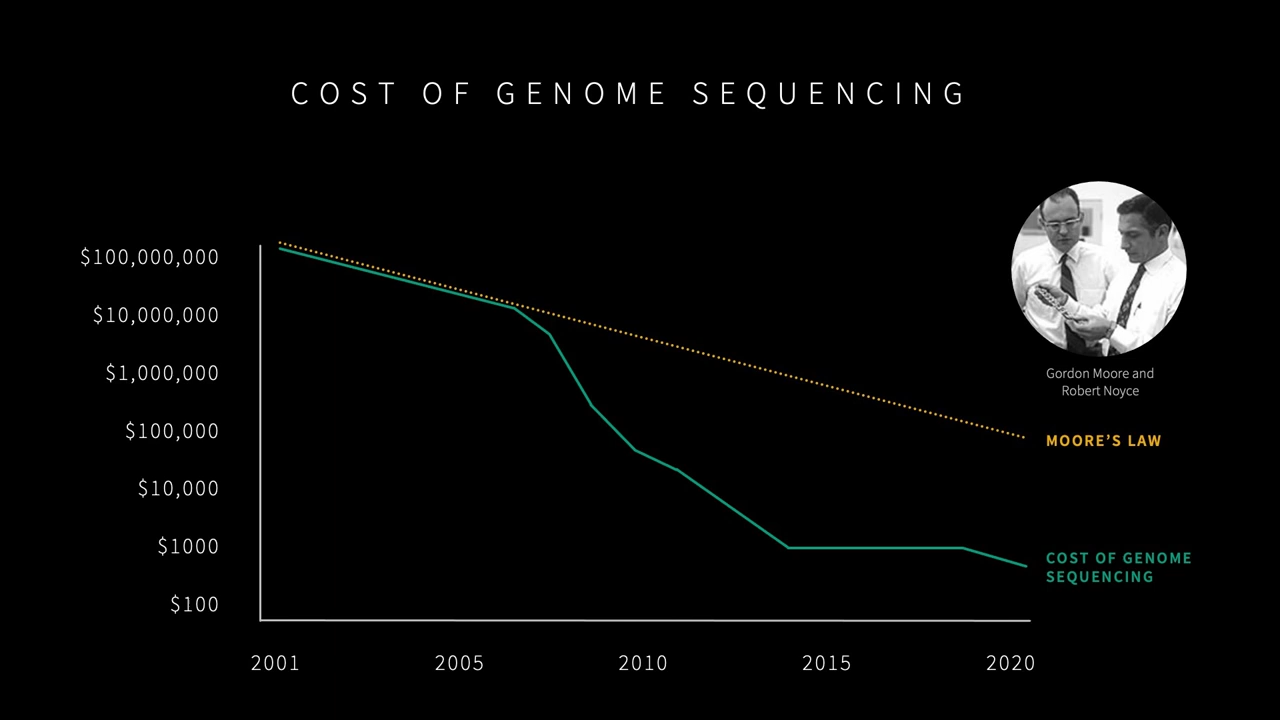 COST OF GENOME SEQUENCING
$100,000,000
$10,000,000
$1,000,000
$100,000
$10,000
$1000
$100
2001 2005 2010 2015 2020
Gordon Moore and
Robert Noyce
MOORE’S LAW
COST OF GENOME
SEQUENCING